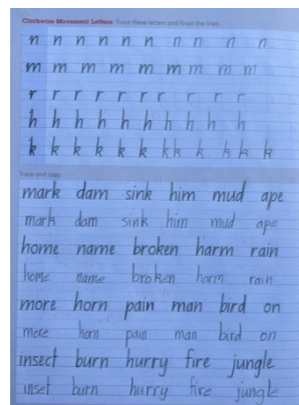 Clockwise Movement Letters: Trace these letters and finish the lines.
n n n n n n n n n n
m m m m m m m m m
r r r r r r r r r r
h h h h h h h h h h
k k k k k k k k k k k k
Trace and copy.
mark dam sink him mud ape
mark dam sink him mud ape
home name broken harm rain
home name broken harm rain
more horn pain man bird on
more horn pain man bird on
insect burn hurry fire jungle
inset burn hurry fire jungle